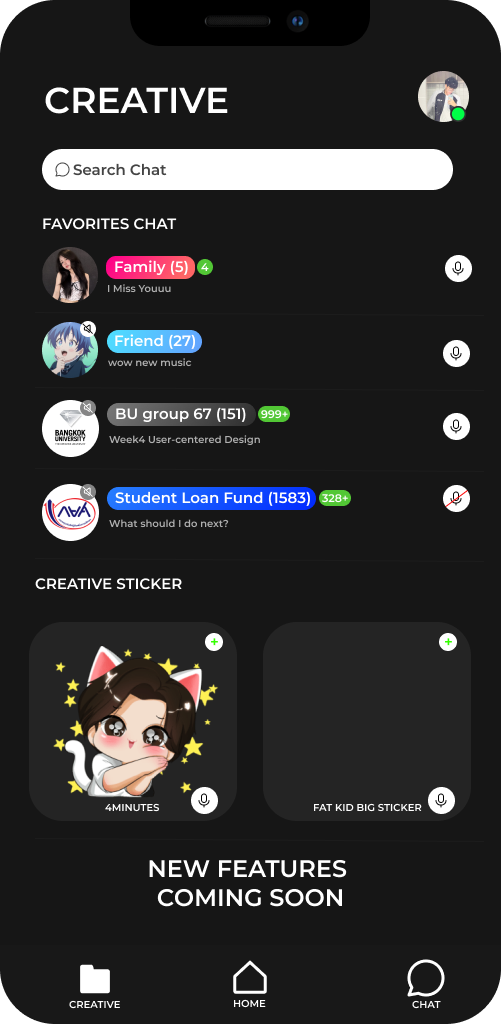 CREATIVE
Search Chat
FAVORITES CHAT
Family (5) 4
I Miss Youuu
Friend (27)
wow new music
BANGKOK
UNIVERSITY
BU group 67 (151) 999+
Week4 User-centered Design
Student Loan Fund (1583) 328+
What should I do next?
CREATIVE STICKER
4MINUTES
FAT KID BIG STICKER
NEW FEATURES
COMING SOON
CREATIVE
HOME
CHAT